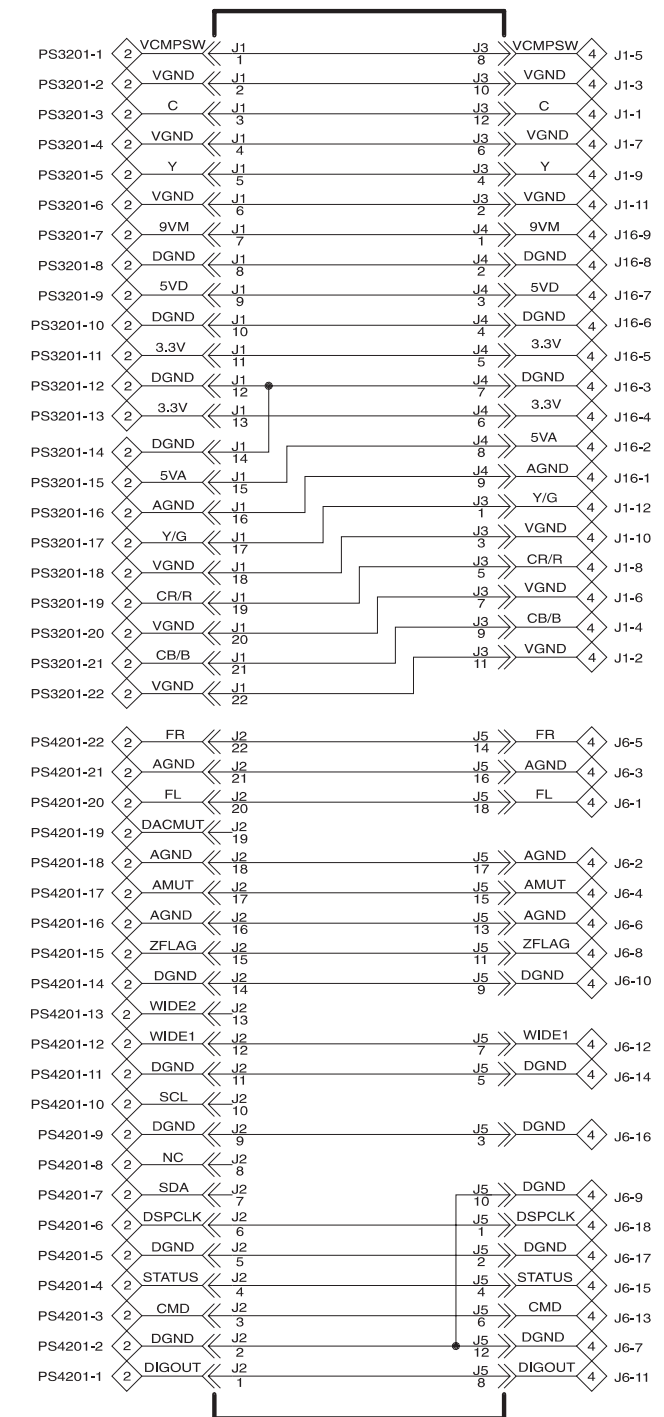 PS3201-1 2 VCMPSW J1 1 J3 8 VCMPSW 4 J1-5
PS3201-2 2 VGND J1 2 J3 10 VGND 4 J1-3
PS3201-3 2 C J1 3 J3 12 C 4 J1-1
PS3201-4 2 VGND J1 4 J3 6 VGND 4 J1-7
PS3201-5 2 Y J1 5 J3 4 Y 4 J1-9
PS3201-6 2 VGND J1 6 J3 2 VGND 4 J1-11
PS3201-7 2 9VM J1 7 J4 1 9VM 4 J16-9
PS3201-8 2 DGND J1 8 J4 2 DGND 4 J16-8
PS3201-9 2 5VD J1 9 J4 3 5VD 4 J16-7
PS3201-10 2 DGND J1 10 J4 4 DGND 4 J16-6
PS3201-11 2 3.3V J1 11 J4 5 3.3V 4 J16-5
PS3201-12 2 DGND J1 12 J4 7 DGND 4 J16-3
PS3201-13 2 3.3V J1 13 J4 6 3.3V 4 J16-4
PS3201-14 2 DGND J1 14 J4 8 5VA 4 J16-2
PS3201-15 2 5VA J1 15 J4 9 AGND 4 J16-1
PS3201-16 2 AGND J1 16 J3 1 Y/G 4 J1-12
PS3201-17 2 Y/G J1 17 J3 3 VGND 4 J1-10
PS3201-18 2 VGND J1 18 J3 5 CR/R 4 J1-8
PS3201-19 2 CR/R J1 19 J3 7 VGND 4 J1-6
PS3201-20 2 VGND J1 20 J3 9 CB/B 4 J1-4
PS3201-21 2 CB/B J1 21 J3 11 VGND 4 J1-2
PS3201-22 2 VGND J1 22
PS4201-22 2 FR J2 22 J5 14 FR 4 J6-5
PS4201-21 2 AGND J2 21 J5 16 AGND 4 J6-3
PS4201-20 2 FL J2 20 J5 18 FL 4 J6-1
PS4201-19 2 DACMUT J2 19
PS4201-18 2 AGND J2 18 J5 17 AGND 4 J6-2
PS4201-17 2 AMUT J2 17 J5 15 AMUT 4 J6-4
PS4201-16 2 AGND J2 16 J5 13 AGND 4 J6-6
PS4201-15 2 ZFLAG J2 15 J5 11 ZFLAG 4 J6-8
PS4201-14 2 DGND J2 14 J5 9 DGND 4 J6-10
PS4201-13 2 WIDE2 J2 13
PS4201-12 2 WIDE1 J2 12 J5 7 WIDE1 4 J6-12
PS4201-11 2 DGND J2 11 J5 5 DGND 4 J6-14
PS4201-10 2 SCL J2 10
PS4201-9 2 DGND J2 9 J5 3 DGND 4 J6-16
PS4201-8 2 NC J2 8
PS4201-7 2 SDA J2 7 J5 10 DGND 4 J6-9
PS4201-6 2 DSPCLK J2 6 J5 1 DSPCLK 4 J6-18
PS4201-5 2 DGND J2 5 J5 2 DGND 4 J6-17
PS4201-4 2 STATUS J2 4 J5 4 STATUS 4 J6-15
PS4201-3 2 CMD J2 3 J5 6 CMD 4 J6-13
PS4201-2 2 DGND J2 2 J5 12 DGND 4 J6-7
PS4201-1 2 DIGOUT J2 1 J5 8 DIGOUT 4 J6-11